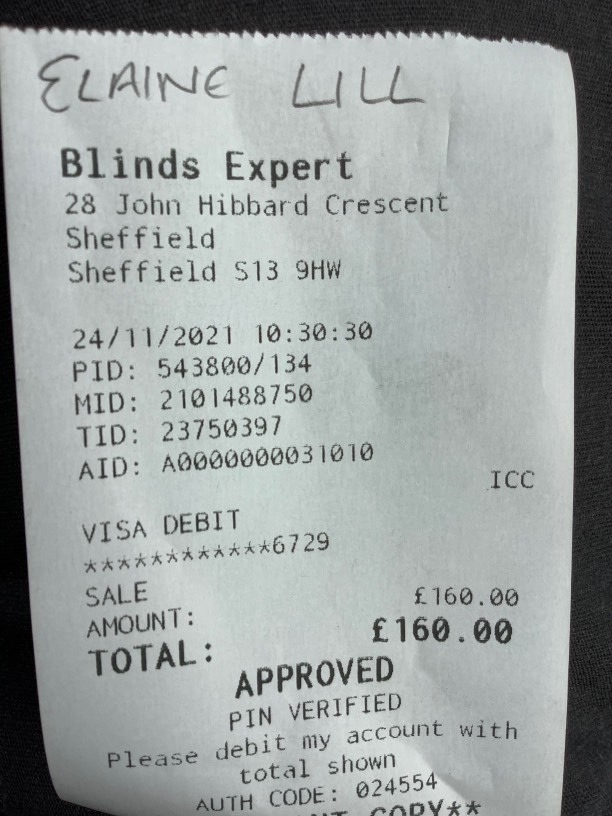 ELAINE LILL
Blinds Expert
28 John Hibbard Crescent
Sheffield
Sheffield S13 9HW
24/11/2021 10:30:30
PID: 543800/134
MID: 2101488750
TID: 23750397
AID: A0000000031010
ICC
VISA DEBIT
************6729
SALE
AMOUNT: £160.00
TOTAL: £160.00
APPROVED
PIN VERIFIED
Please debit my account with
total shown
AUTH CODE: 024554
COPY**